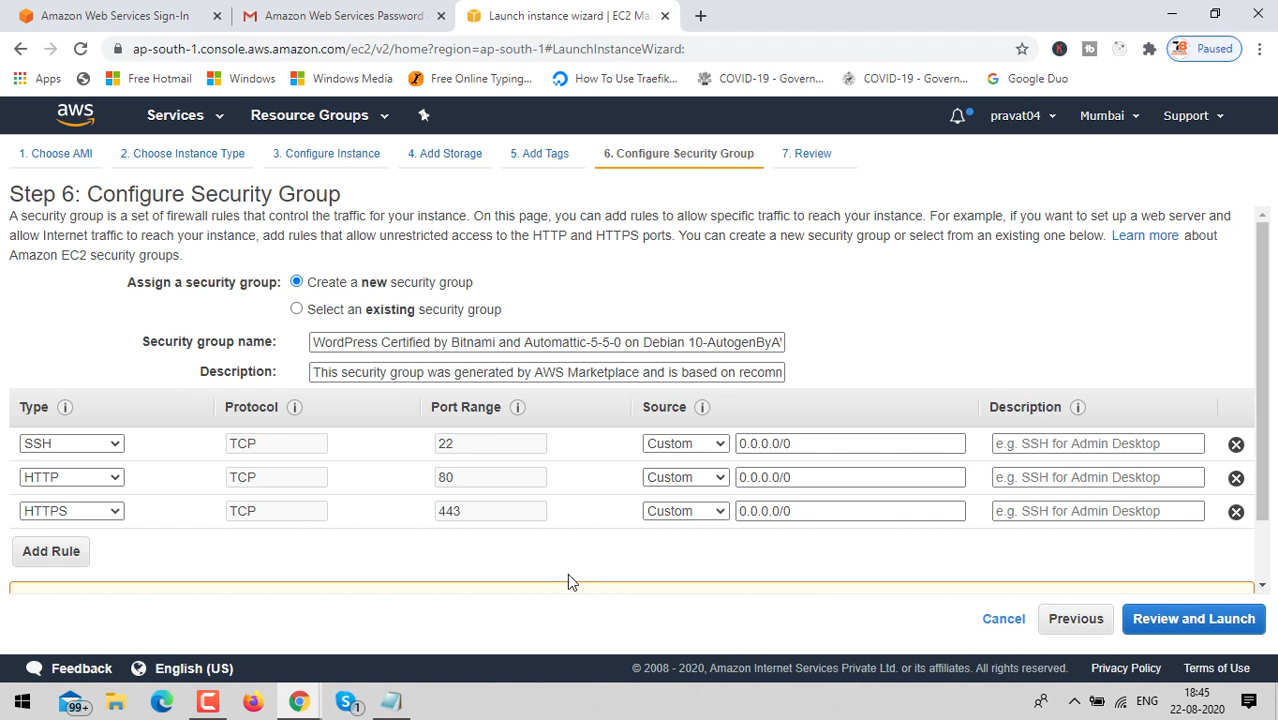 Amazon Web Services Sign-In
Amazon Web Services Password
Launch instance wizard | EC2 Ma
ap-south-1.console.aws.amazon.com/ec2/v2/home?region=ap-south-1#LaunchInstanceWizard:
Paused
Apps
Free Hotmail
Windows
Windows Media
Free Online Typing...
How To Use Traefik...
COVID-19 - Govern...
COVID-19 - Govern...
Google Duo
aws
Services
Resource Groups
pravat04
Mumbai
Support
1. Choose AMI
2. Choose Instance Type
3. Configure Instance
4. Add Storage
5. Add Tags
6. Configure Security Group
7. Review
Step 6: Configure Security Group
A security group is a set of firewall rules that control the traffic for your instance. On this page, you can add rules to allow specific traffic to reach your instance. For example, if you want to set up a web server and
allow Internet traffic to reach your instance, add rules that allow unrestricted access to the HTTP and HTTPS ports. You can create a new security group or select from an existing one below. Learn more about
Amazon EC2 security groups.
Assign a security group: Create a new security group
Select an existing security group
Security group name: WordPress Certified by Bitnami and Automattic-5-5-0 on Debian 10-AutogenByA
Description: This security group was generated by AWS Marketplace and is based on recomn
Type i Protocol i Port Range i Source i Description i
SSH TCP 22 Custom 0.0.0.0/0 e.g. SSH for Admin Desktop
HTTP TCP 80 Custom 0.0.0.0/0 e.g. SSH for Admin Desktop
HTTPS TCP 443 Custom 0.0.0.0/0 e.g. SSH for Admin Desktop
Add Rule
Cancel
Previous
Review and Launch
Feedback
English (US)
© 2008 - 2020, Amazon Internet Services Private Ltd. or its affiliates. All rights reserved.
Privacy Policy
Terms of Use
99+
1
ENG
18:45
22-08-2020